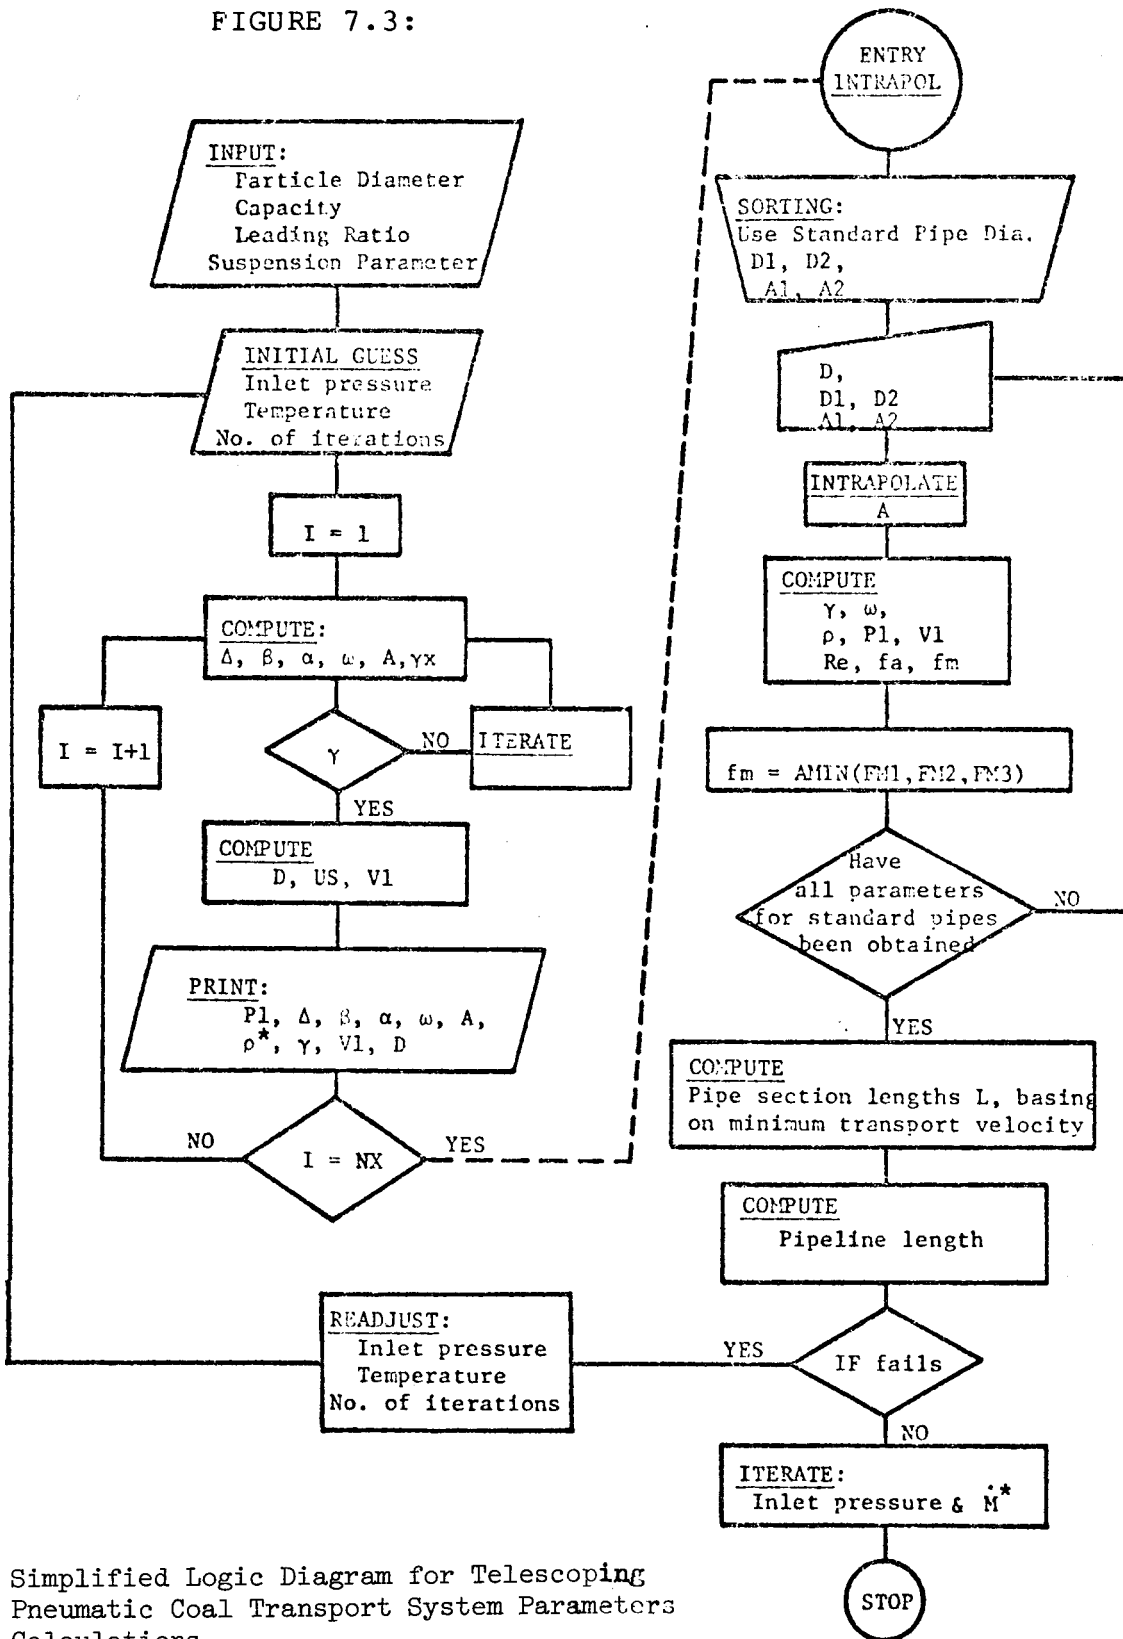 FIGURE 7.3:
INPUT:
Particle Diameter
Capacity
Leading Ratio
Suspension Parameter
INITIAL GUESS
Inlet pressure
Temperature
No. of iterations
I = 1
COMPUTE:
Δ, β, α, ω, A, γx
I = I+1
γ
NO
ITERATE
YES
COMPUTE
D, US, V1
PRINT:
P1, Δ, β, α, ω, A,
ρ*, γ, V1, D
NO
I = NX
YES
ENTRY
INTRAPOL
SORTING:
Use Standard Pipe Dia.
D1, D2,
A1, A2
D,
D1, D2
A1, A2
INTRAPOLATE
A
COMPUTE
γ, ω,
ρ, P1, V1
Re, fa, fm
fm = AMIN(FM1,FM2,FM3)
Have
all parameters
for standard pipes
been obtained
NO
YES
COMPUTE
Pipe section lengths L, basing
on minimum transport velocity
COMPUTE
Pipeline length
IF fails
YES
READJUST:
Inlet pressure
Temperature
No. of iterations
NO
ITERATE:
Inlet pressure & Ṁ*
STOP
Simplified Logic Diagram for Telescoping
Pneumatic Coal Transport System Parameters
Calculations